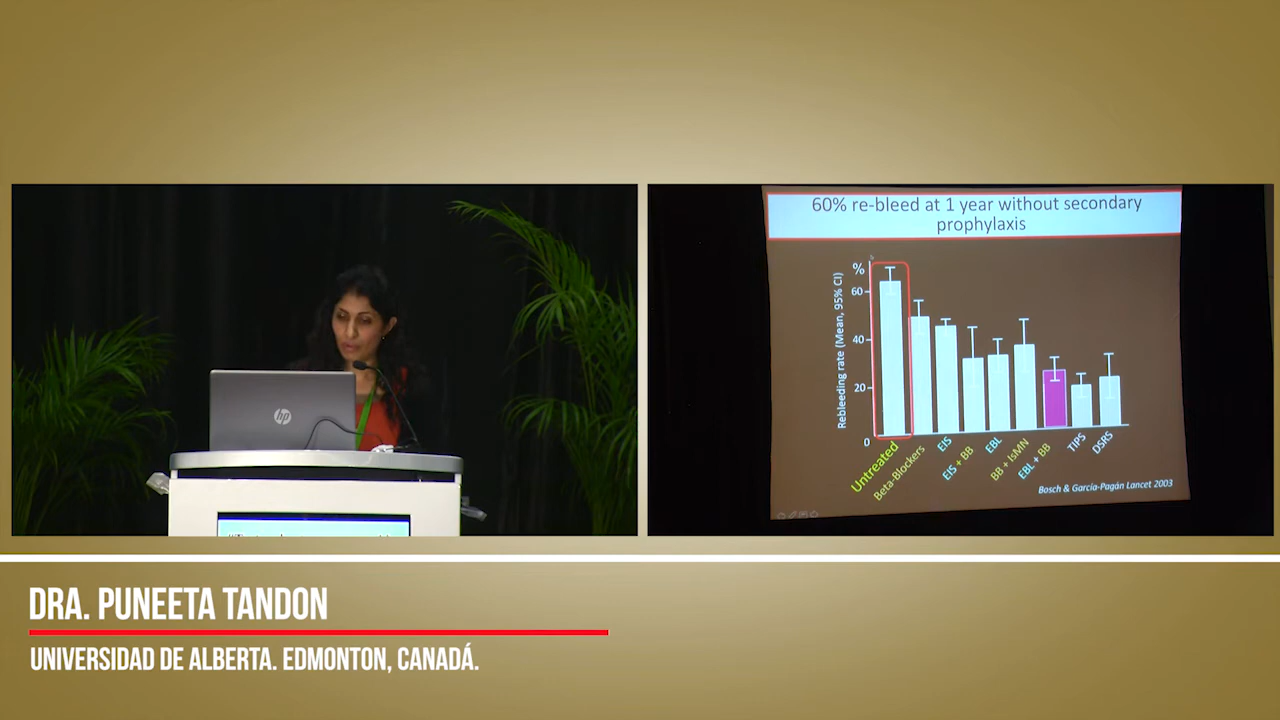 60% re-bleed at 1 year without secondary
prophylaxis
%
60
40
20
0
Rebleeding rate (Mean, 95% CI)
Untreated
Beta-Blockers
EIS
EIS + BB
EBL
BB + IsMN
EBL + BB
TIPS
DSRS
Bosch & García-Pagán Lancet 2003
hp
DRA. PUNEETA TANDON
UNIVERSIDAD DE ALBERTA. EDMONTON, CANADÁ.